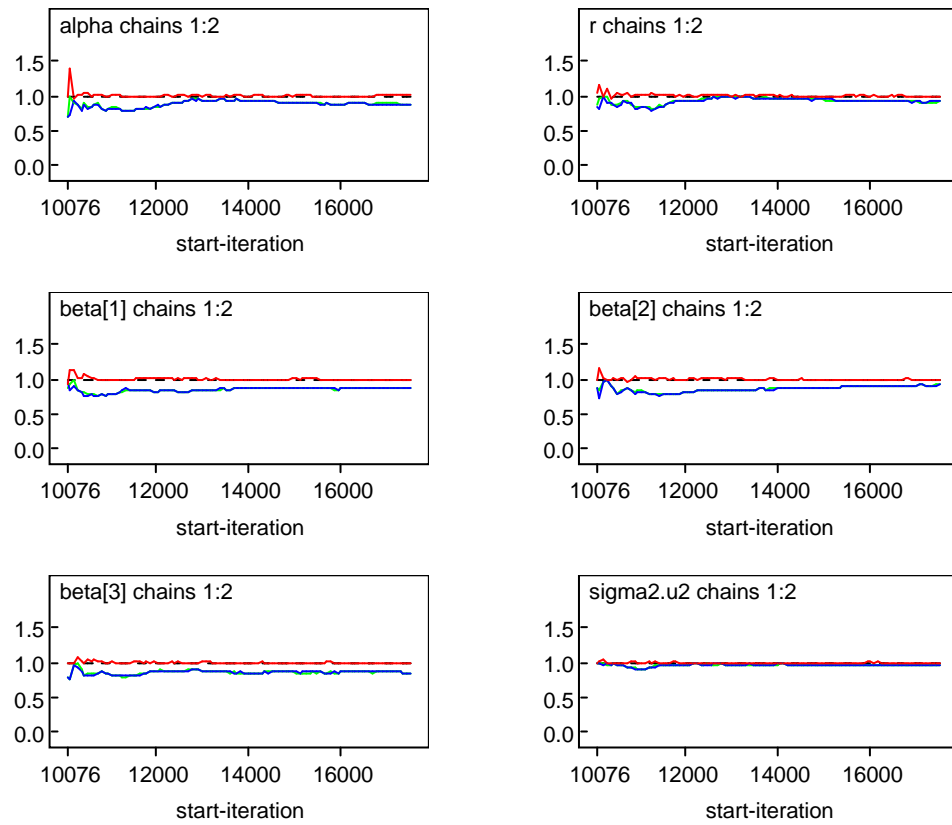 alpha chains 1:2
1.5
1.0
0.5
0.0
10076 12000 14000 16000
start-iteration
r chains 1:2
1.5
1.0
0.5
0.0
10076 12000 14000 16000
start-iteration
beta[1] chains 1:2
1.5
1.0
0.5
0.0
10076 12000 14000 16000
start-iteration
beta[2] chains 1:2
1.5
1.0
0.5
0.0
10076 12000 14000 16000
start-iteration
beta[3] chains 1:2
1.5
1.0
0.5
0.0
10076 12000 14000 16000
start-iteration
sigma2.u2 chains 1:2
1.5
1.0
0.5
0.0
10076 12000 14000 16000
start-iteration